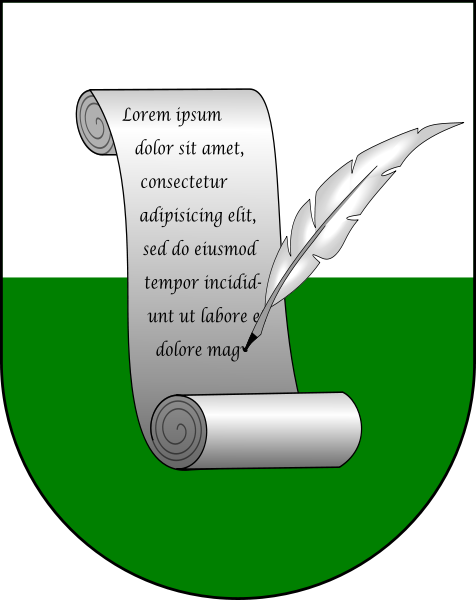 Lorem ipsum
dolor sit amet,
consectetur
adipisicing elit,
sed do eiusmod
tempor incidid-
unt ut labore e
dolore mag